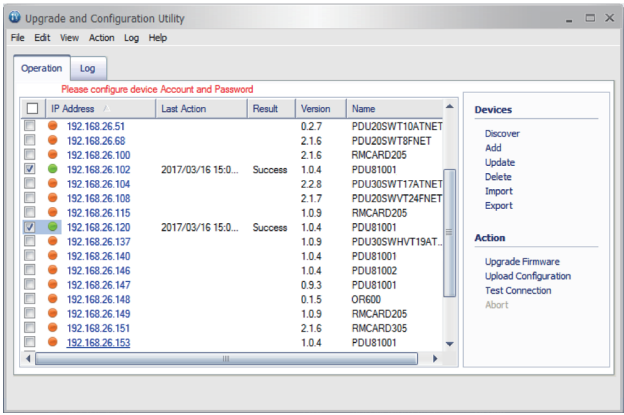 Upgrade and Configuration Utility
File Edit View Action Log Help
Operation Log
Please configure device Account and Password
IP Address Last Action Result Version Name
192.168.26.51 0.2.7 PDU20SWT10ATNET
192.168.26.68 2.1.6 PDU20SWT8FNET
192.168.26.100 2.1.6 RMCARD205
192.168.26.102 2017/03/16 15:0... Success 1.0.4 PDU81001
192.168.26.104 2.2.8 PDU30SWT17ATNET
192.168.26.108 2.1.7 PDU20SWVT24FNET
192.168.26.115 1.0.9 RMCARD205
192.168.26.120 2017/03/16 15:0... Success 1.0.4 PDU81001
192.168.26.137 1.0.9 PDU30SWHVT19AT...
192.168.26.140 1.0.4 PDU81001
192.168.26.146 1.0.4 PDU81002
192.168.26.147 0.9.3 PDU81001
192.168.26.148 0.1.5 OR600
192.168.26.149 1.0.9 RMCARD205
192.168.26.151 2.1.6 RMCARD305
192.168.26.153 1.0.4 PDU81001
Devices
Discover
Add
Update
Delete
Import
Export
Action
Upgrade Firmware
Upload Configuration
Test Connection
Abort